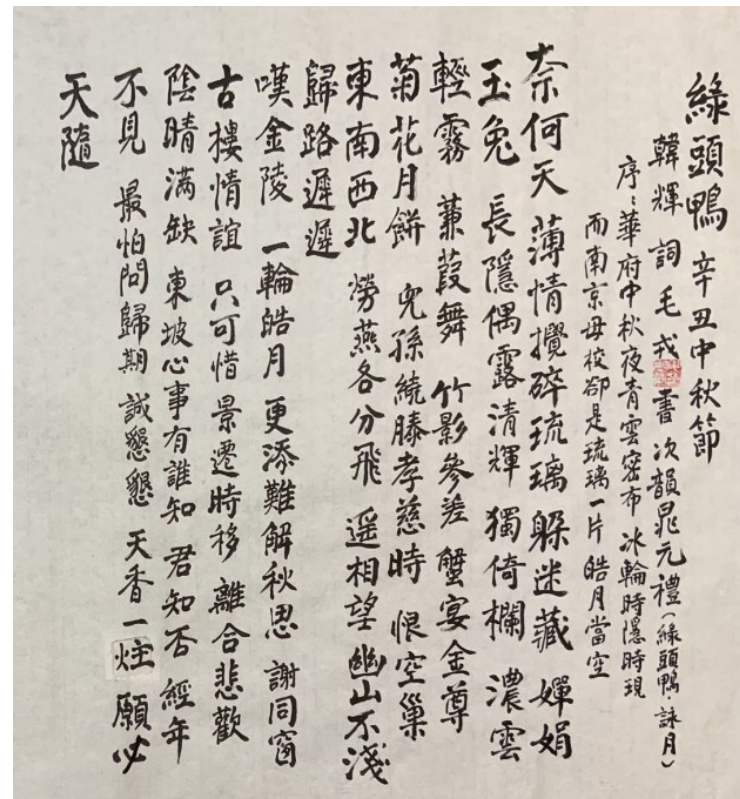 綠頭鴨 辛丑中秋節
韓輝 詞 毛戎 書 次韻晁元禮(綠頭鴨·詠月)
序:華府中秋夜青雲密布 冰輪時隱時現
而南京母校卻是琉璃一片 皓月當空
奈何天 薄情攪碎琉璃 躲迷藏 嬋娟
玉兔 長隱偶露清輝 獨倚欄 濃雲
輕霧 蒹葭舞 竹影參差 蟹宴金尊
菊花月餅 兒孫繞膝孝慈時 恨空巢
東南西北 勞燕各分飛 遥相望 幽山不淺
歸路遲遲
嘆金陵 一輪皓月 更添難解秋思 謝同窗
古樓情誼 只可惜 景遷時移 離合悲歡
陰晴满缺 東坡心事有誰知 君知否 經年
不見 最怕問歸期 誠懇懇 天香一炷 願必
天隨